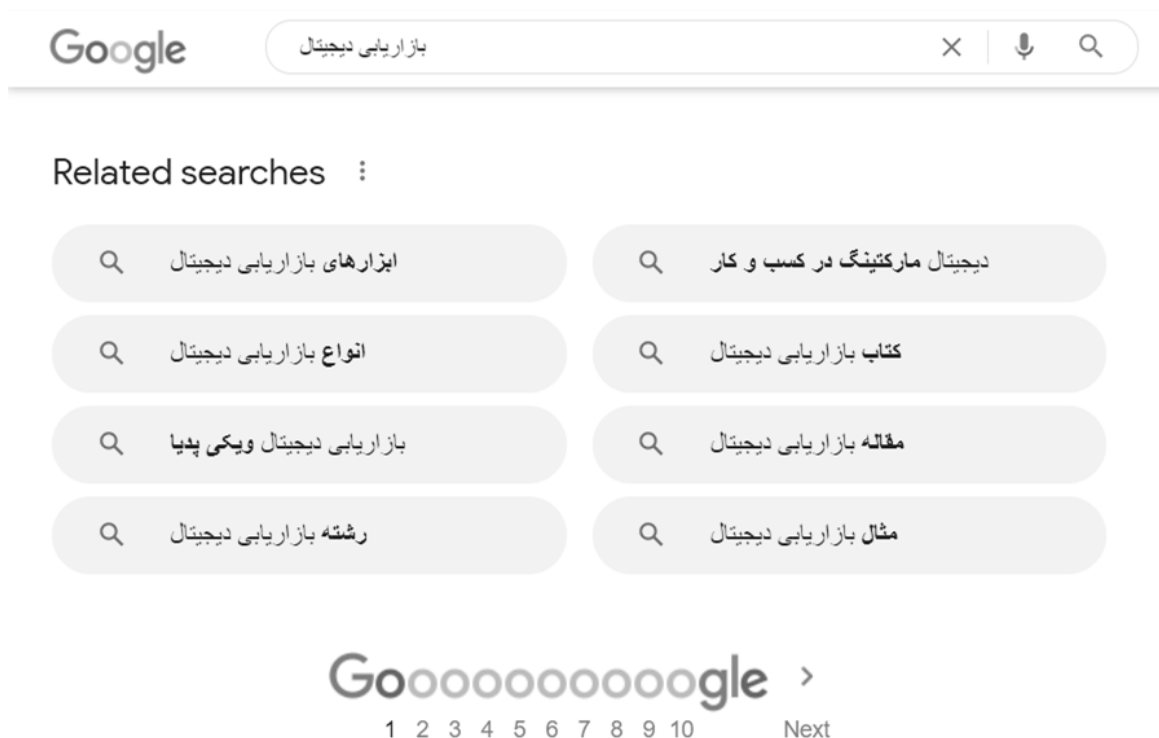 Google
بازاریابی دیجیتال
Related searches
ابزارهای بازاریابی دیجیتال
دیجیتال مارکتینگ در کسب و کار
انواع بازاریابی دیجیتال
کتاب بازاریابی دیجیتال
بازاریابی دیجیتال ویکی پدیا
مقاله بازاریابی دیجیتال
رشته بازاریابی دیجیتال
مثال بازاریابی دیجیتال
Goooooooooogle
1 2 3 4 5 6 7 8 9 10 Next